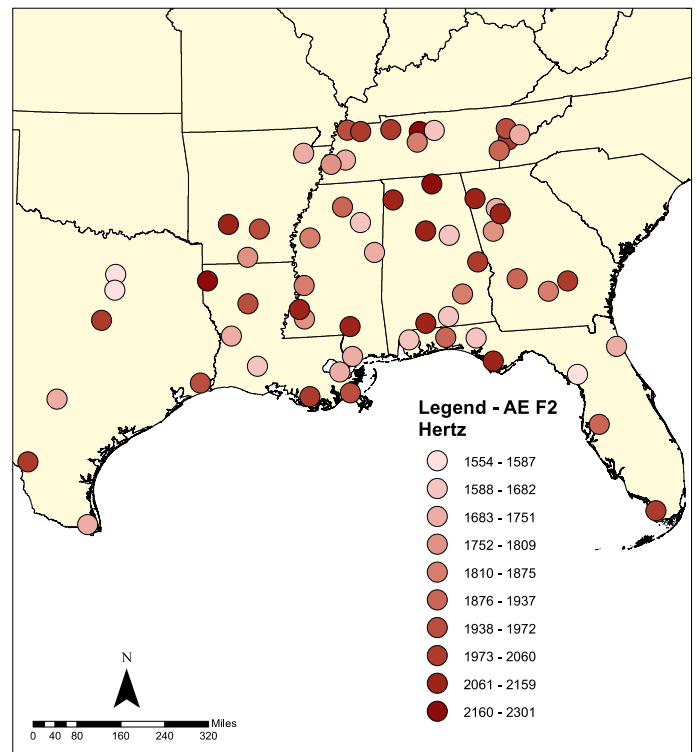 Legend - AE F2
Hertz
1554 - 1587
1588 - 1682
1683 - 1751
1752 - 1809
1810 - 1875
1876 - 1937
1938 - 1972
1973 - 2060
2061 - 2159
2160 - 2301
N
Miles
0 40 80 160 240 320